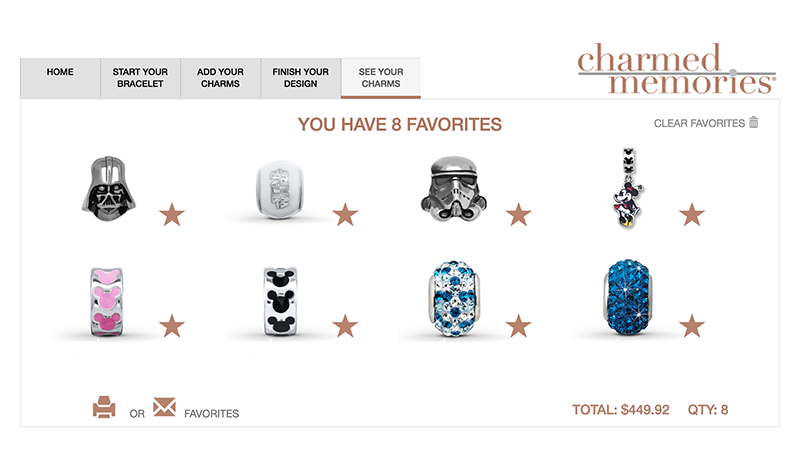 charmed
memories®
HOME
START YOUR
BRACELET
ADD YOUR
CHARMS
FINISH YOUR
DESIGN
SEE YOUR
CHARMS
YOU HAVE 8 FAVORITES
CLEAR FAVORITES
OR
FAVORITES
TOTAL: $449.92
QTY: 8